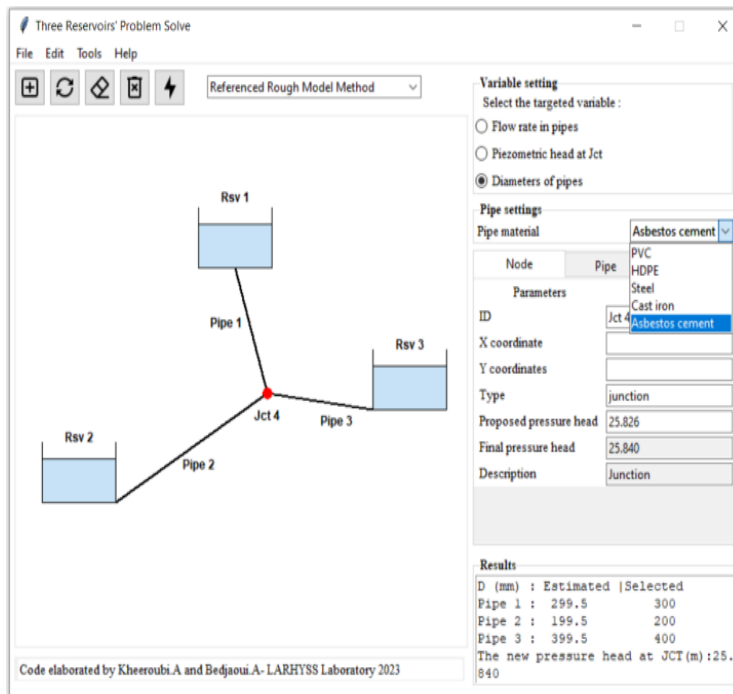 Three Reservoirs' Problem Solve
File Edit Tools Help
Referenced Rough Model Method
Rsv 1
Pipe 1
Rsv 3
Jct 4
Pipe 3
Rsv 2
Pipe 2
Code elaborated by Kheeroubi.A and Bedjaoui.A- LARHYSS Laboratory 2023
Variable setting
Select the targeted variable :
Flow rate in pipes
Piezometric head at Jct
Diameters of pipes
Pipe settings
Pipe material Asbestos cement
PVC
HDPE
Steel
Cast iron
Asbestos cement
Node Pipe
Parameters
ID Jct 4
X coordinate
Y coordinates
Type junction
Proposed pressure head 25.826
Final pressure head 25.840
Description Junction
Results
D (mm) : Estimated |Selected
Pipe 1 : 299.5 300
Pipe 2 : 199.5 200
Pipe 3 : 399.5 400
The new pressure head at JCT(m):25.
840